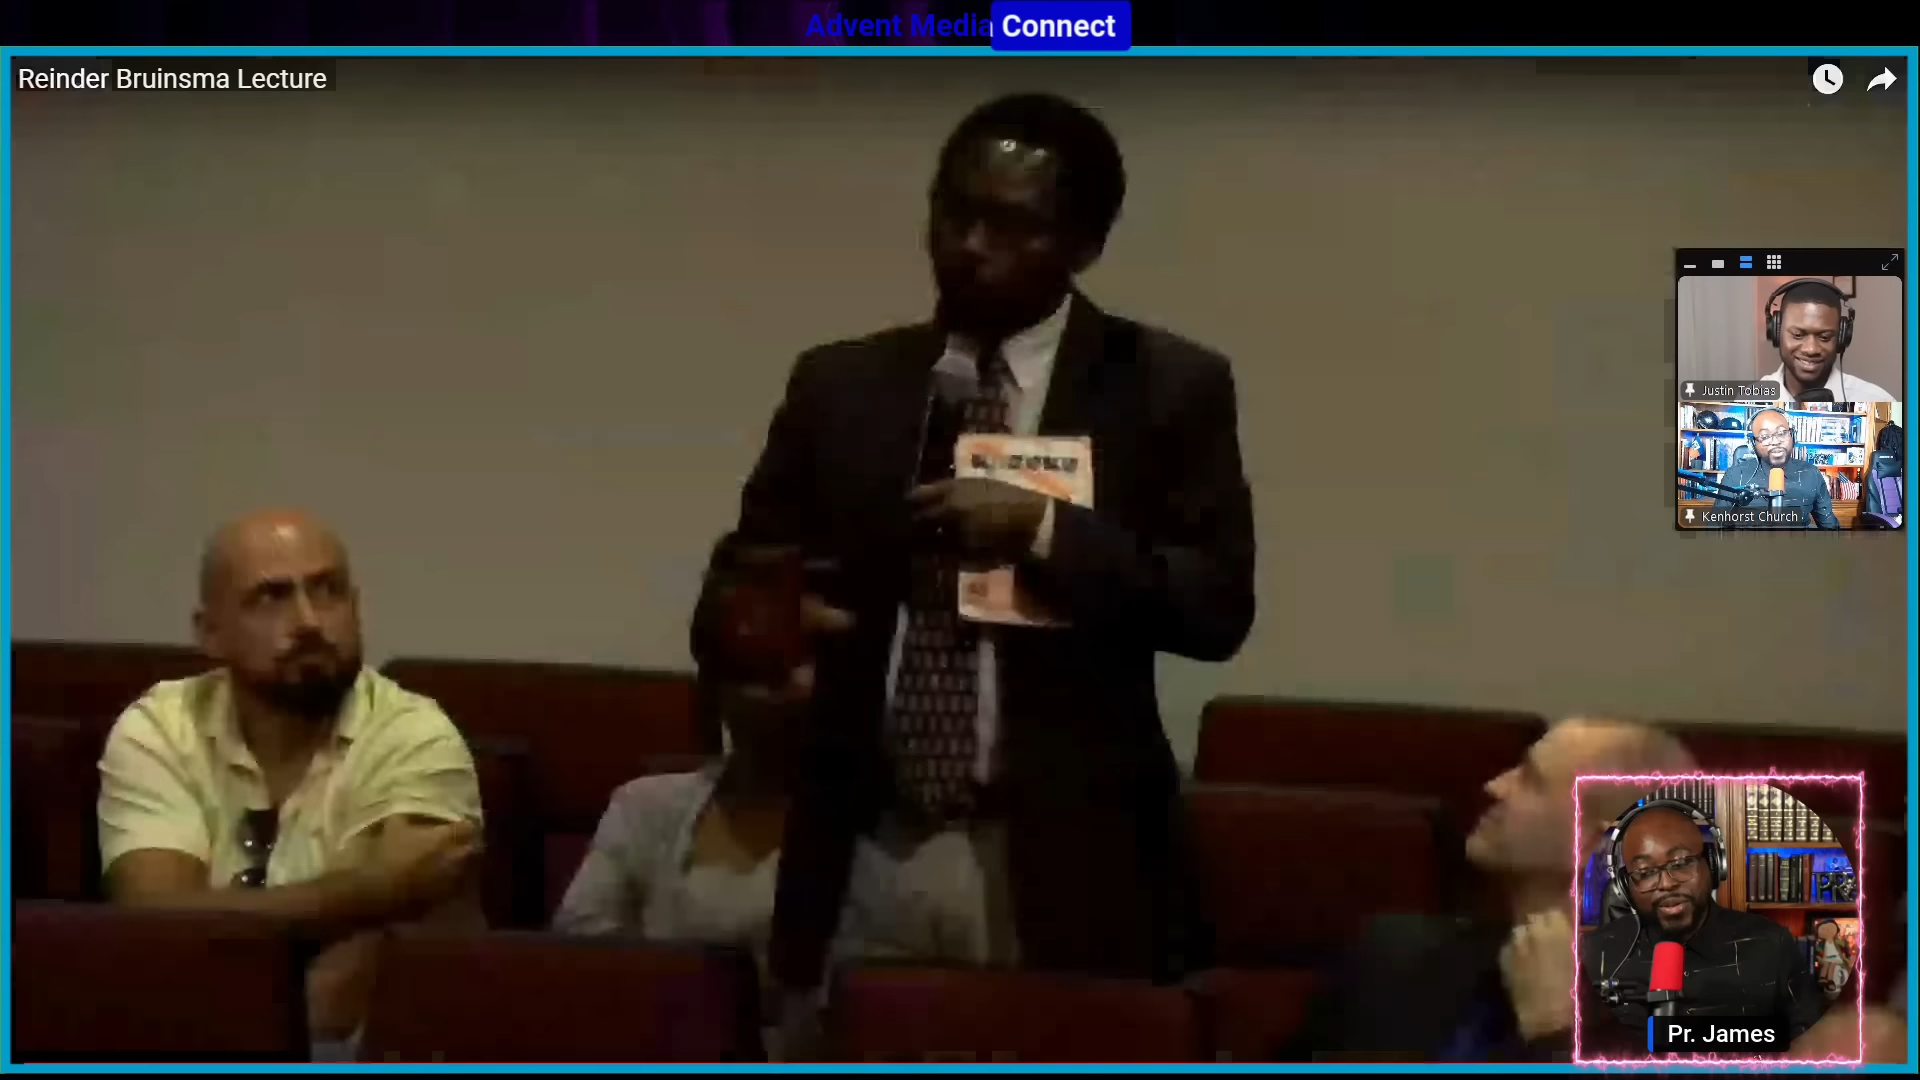 Advent Media Connect
Reinder Bruinsma Lecture
Justin Tobias
Kenhorst Church
Pr. James